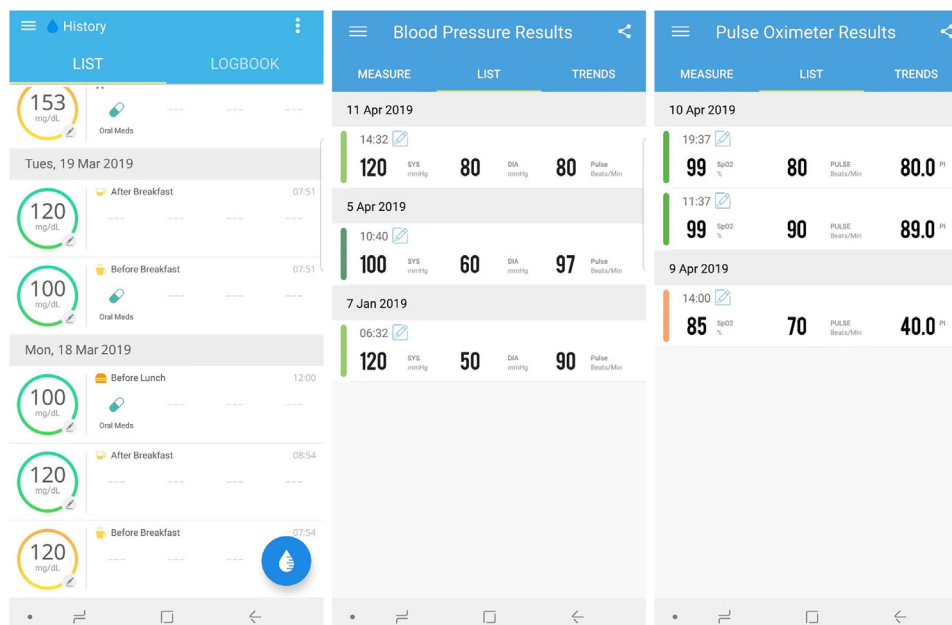 History
LIST LOGBOOK
153
mg/dL
Oral Meds
Tues, 19 Mar 2019
After Breakfast 07:51
120
mg/dL
--- --- --- ---
Before Breakfast 07:51
100
mg/dL
--- --- ---
Oral Meds
Mon, 18 Mar 2019
Before Lunch 12:00
100
mg/dL
--- --- ---
Oral Meds
After Breakfast 08:54
120
mg/dL
--- --- --- ---
Before Breakfast 07:54
120
mg/dL
--- --- ---
Blood Pressure Results
MEASURE LIST TRENDS
11 Apr 2019
14:32
120 SYS mmHg 80 DIA mmHg 80 Pulse Beats/Min
5 Apr 2019
10:40
100 SYS mmHg 60 DIA mmHg 97 Pulse Beats/Min
7 Jan 2019
06:32
120 SYS mmHg 50 DIA mmHg 90 Pulse Beats/Min
Pulse Oximeter Results
MEASURE LIST TRENDS
10 Apr 2019
19:37
99 SpO2 % 80 PULSE Beats/Min 80.0 PI
11:37
99 SpO2 % 90 PULSE Beats/Min 89.0 PI
9 Apr 2019
14:00
85 SpO2 % 70 PULSE Beats/Min 40.0 PI